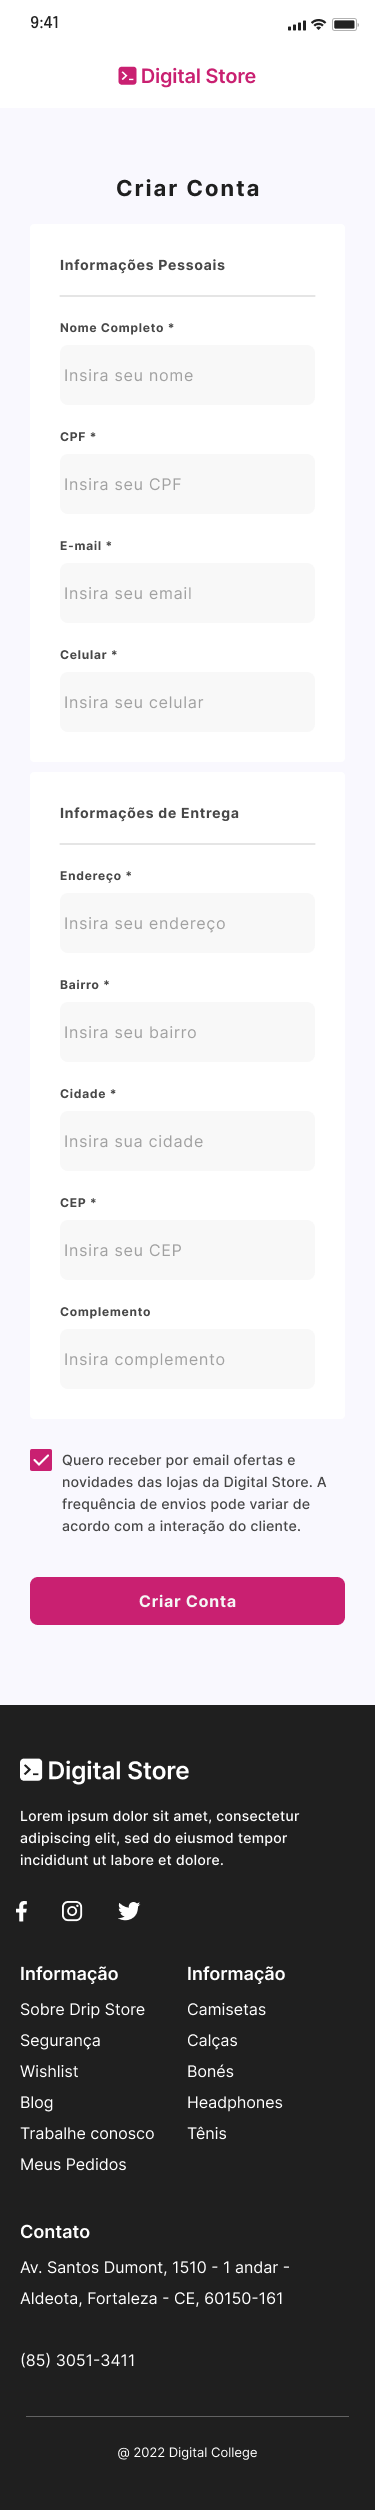 9:41
Digital Store
Criar Conta
Informações Pessoais
Nome Completo *
Insira seu nome
CPF *
Insira seu CPF
E-mail *
Insira seu email
Celular *
Insira seu celular
Informações de Entrega
Endereço *
Insira seu endereço
Bairro *
Insira seu bairro
Cidade *
Insira sua cidade
CEP *
Insira seu CEP
Complemento
Insira complemento
Quero receber por email ofertas e
novidades das lojas da Digital Store. A
frequência de envios pode variar de
acordo com a interação do cliente.
Criar Conta
Digital Store
Lorem ipsum dolor sit amet, consectetur
adipiscing elit, sed do eiusmod tempor
incididunt ut labore et dolore.
Informação
Sobre Drip Store
Segurança
Wishlist
Blog
Trabalhe conosco
Meus Pedidos
Informação
Camisetas
Calças
Bonés
Headphones
Tênis
Contato
Av. Santos Dumont, 1510 - 1 andar -
Aldeota, Fortaleza - CE, 60150-161
(85) 3051-3411
@ 2022 Digital College